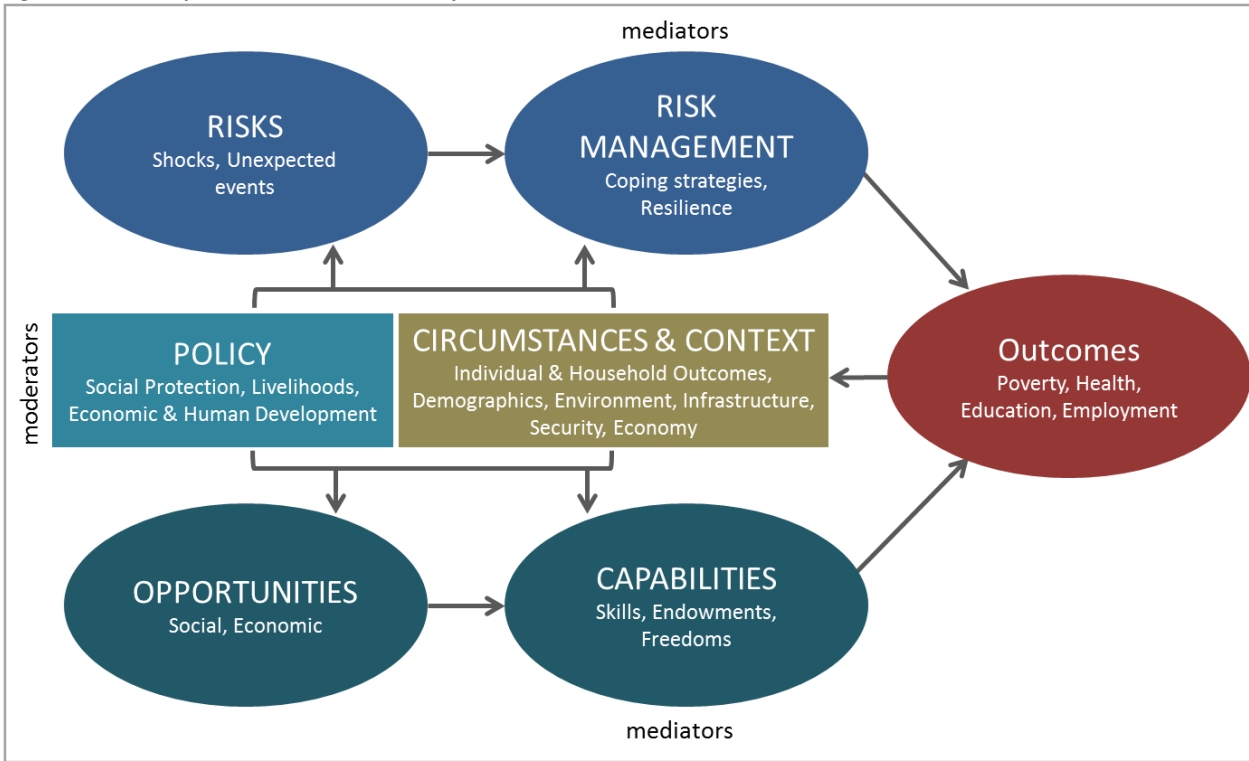 mediators
RISKS
Shocks, Unexpected
events
RISK
MANAGEMENT
Coping strategies,
Resilience
moderators
POLICY
Social Protection, Livelihoods,
Economic & Human Development
CIRCUMSTANCES & CONTEXT
Individual & Household Outcomes,
Demographics, Environment, Infrastructure,
Security, Economy
Outcomes
Poverty, Health,
Education, Employment
OPPORTUNITIES
Social, Economic
CAPABILITIES
Skills, Endowments,
Freedoms
mediators